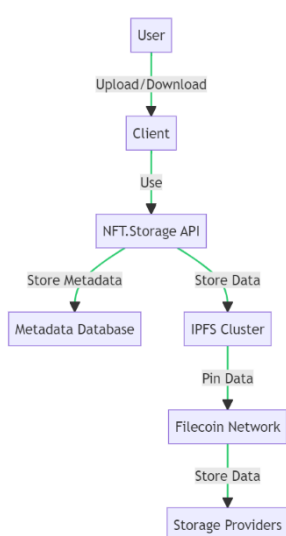 User
Upload/Download
Client
Use
NFT.Storage API
Store Metadata
Store Data
Metadata Database
IPFS Cluster
Pin Data
Filecoin Network
Store Data
Storage Providers